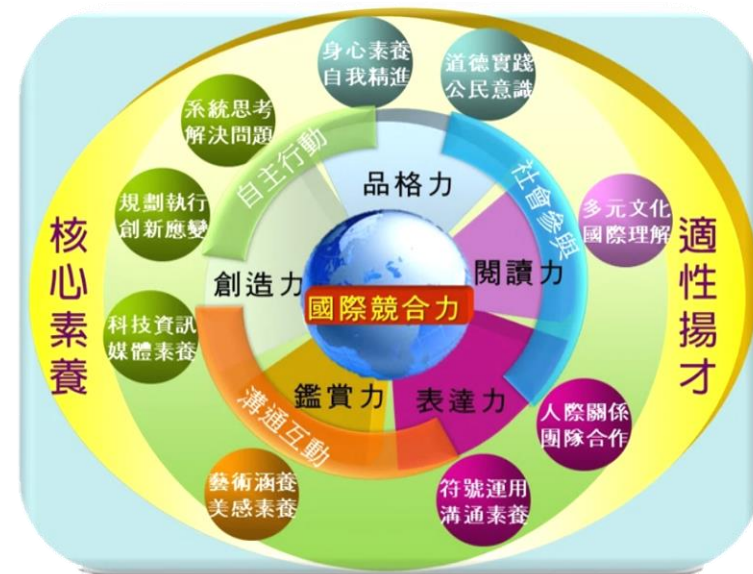 身心素養
自我精進
道德實踐
公民意識
系統思考
解決問題
自主行動
品格力
社會參與
規劃執行
創新應變
多元文化
國際理解
核心素養
適性揚才
創造力
閱讀力
國際競合力
科技資訊
媒體素養
鑑賞力
表達力
溝通互動
人際關係
團隊合作
藝術涵養
美感素養
符號運用
溝通素養